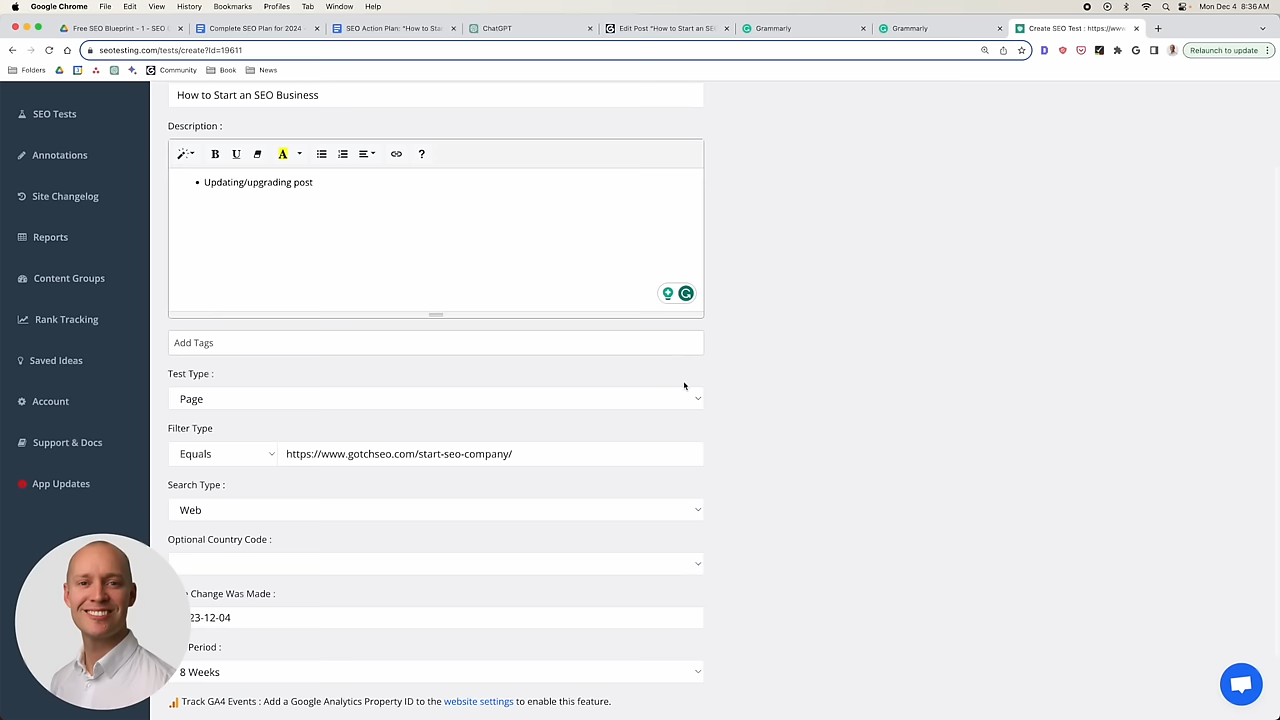 Google Chrome File Edit View History Bookmarks Profiles Tab Window Help Mon Dec 4 8:36 AM
Free SEO Blueprint - 1 - SEO Complete SEO Plan for 2024 SEO Action Plan: "How to Sta ChatGPT Edit Post "How to Start an SE Grammarly Grammarly Create SEO Test : https://ww
seotesting.com/tests/create?Id=19611 Relaunch to update
Folders Community Book News
SEO Tests
Annotations
Site Changelog
Reports
Content Groups
Rank Tracking
Saved Ideas
Account
Support & Docs
App Updates
How to Start an SEO Business
Description :
B U A ?
• Updating/upgrading post
Add Tags
Test Type :
Page
Filter Type
Equals https://www.gotchseo.com/start-seo-company/
Search Type :
Web
Optional Country Code :
Change Was Made :
23-12-04
Period :
8 Weeks
Track GA4 Events : Add a Google Analytics Property ID to the website settings to enable this feature.